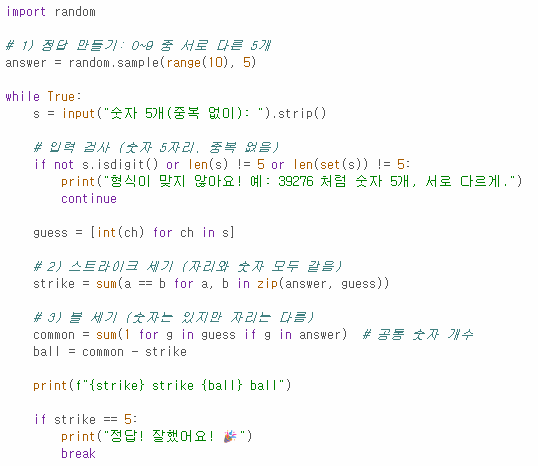 import random
# 1) 정답 만들기: 0~9 중 서로 다른 5개
answer = random.sample(range(10), 5)
while True:
s = input("숫자 5개(중복 없이): ").strip()
# 입력 검사 (숫자 5자리, 중복 없음)
if not s.isdigit() or len(s) != 5 or len(set(s)) != 5:
print("형식이 맞지 않아요! 예: 39276 처럼 숫자 5개, 서로 다르게.")
continue
guess = [int(ch) for ch in s]
# 2) 스트라이크 세기 (자리와 숫자 모두 같음)
strike = sum(a == b for a, b in zip(answer, guess))
# 3) 볼 세기 (숫자는 있지만 자리는 다름)
common = sum(1 for g in guess if g in answer)  # 공통 숫자 개수
ball = common - strike
print(f"{strike} strike {ball} ball")
if strike == 5:
print("정답! 잘했어요! 🎉")
break